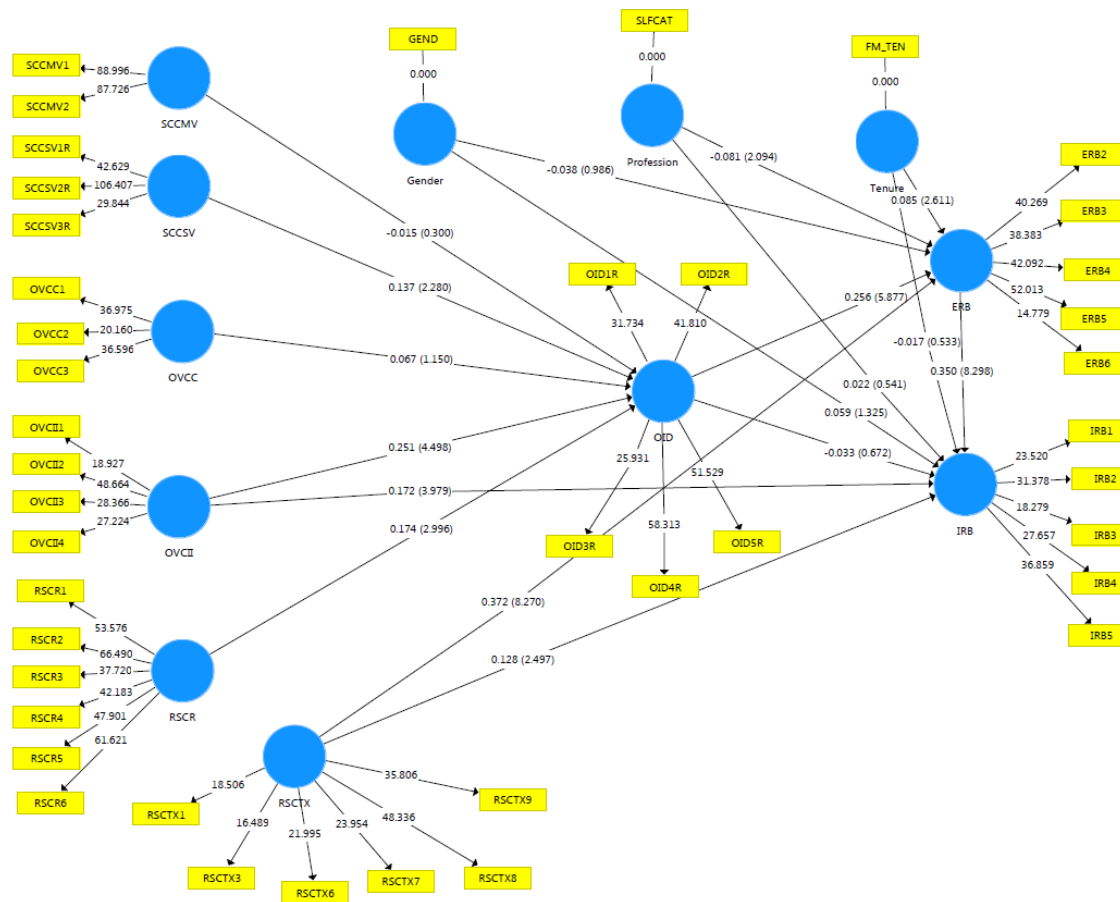 SLFCAT
GEND
FM_TEN
SCCMV1
88.996
0.000
0.000
0.000
SCCMV2
87.726
SCCMV
SCCSV1R
42.629
SCCSV2R
106.407
SCCSV3R
29.844
SCCSV
Gender
Profession
Tenure
-0.038 (0.986)
-0.081 (2.094)
0.085 (2.611)
ERB2
40.269
ERB3
38.383
ERB4
42.092
ERB5
52.013
ERB6
14.779
ERB
-0.015 (0.300)
0.137 (2.280)
OID1R
OID2R
31.734
41.810
0.256 (5.877)
OVCC1
36.975
OVCC2
20.160
OVCC3
36.596
OVCC
0.067 (1.150)
-0.017 (0.533)
0.350 (8.298)
0.022 (0.541)
0.059 (1.325)
OID
-0.033 (0.672)
OVCII1
18.927
OVCII2
48.664
OVCII3
28.366
OVCII4
27.224
OVCII
0.251 (4.498)
0.172 (3.979)
0.174 (2.996)
25.931
51.529
58.313
OID3R
OID5R
OID4R
IRB1
23.520
IRB2
31.378
IRB3
18.279
IRB4
27.657
IRB5
36.859
IRB
RSCR1
53.576
RSCR2
66.490
RSCR3
37.720
RSCR4
42.183
RSCR5
47.901
RSCR6
61.621
RSCR
0.372 (8.270)
0.128 (2.497)
RSCTX
18.506
RSCTX1
16.489
RSCTX3
21.995
RSCTX6
23.954
RSCTX7
48.336
RSCTX8
35.806
RSCTX9